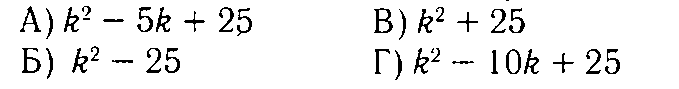 А) k² − 5k + 25 В) k² + 25
Б) k² − 25 Г) k² − 10k + 25